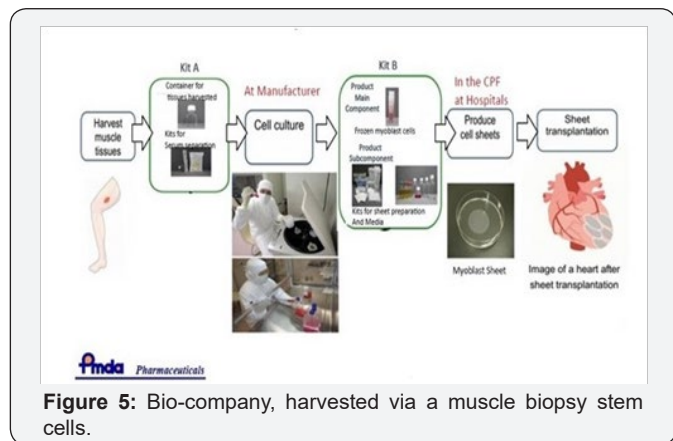 Kit A
Container for
tissues harvested
Kits for
Serum separation
Harvest
muscle
tissues
At Manufacturer
Cell culture
Kit B
Product
Main
Component
Frozen myoblast cells
Product
Subcomponent
Kits for sheet preparation
And Media
In the CPF
at Hospitals
Produce
cell sheets
Myoblast Sheet
Sheet
transplantation
Image of a heart after
sheet transplantation
Pmda Pharmaceuticals
Figure 5: Bio-company, harvested via a muscle biopsy stem
cells.